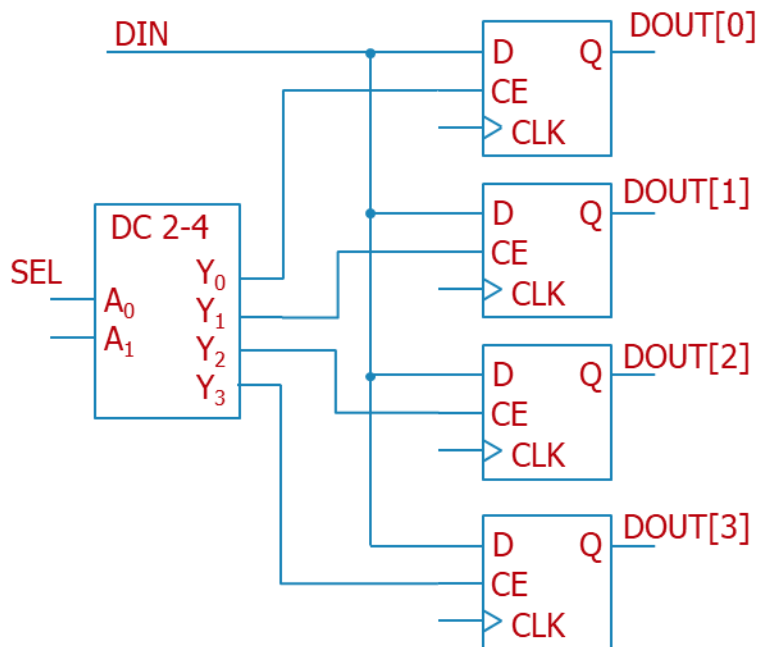 DIN
D Q DOUT[0]
CE
CLK
D Q DOUT[1]
CE
CLK
DC 2-4
SEL
A₀
A₁
Y₀
Y₁
Y₂
Y₃
D Q DOUT[2]
CE
CLK
D Q DOUT[3]
CE
CLK